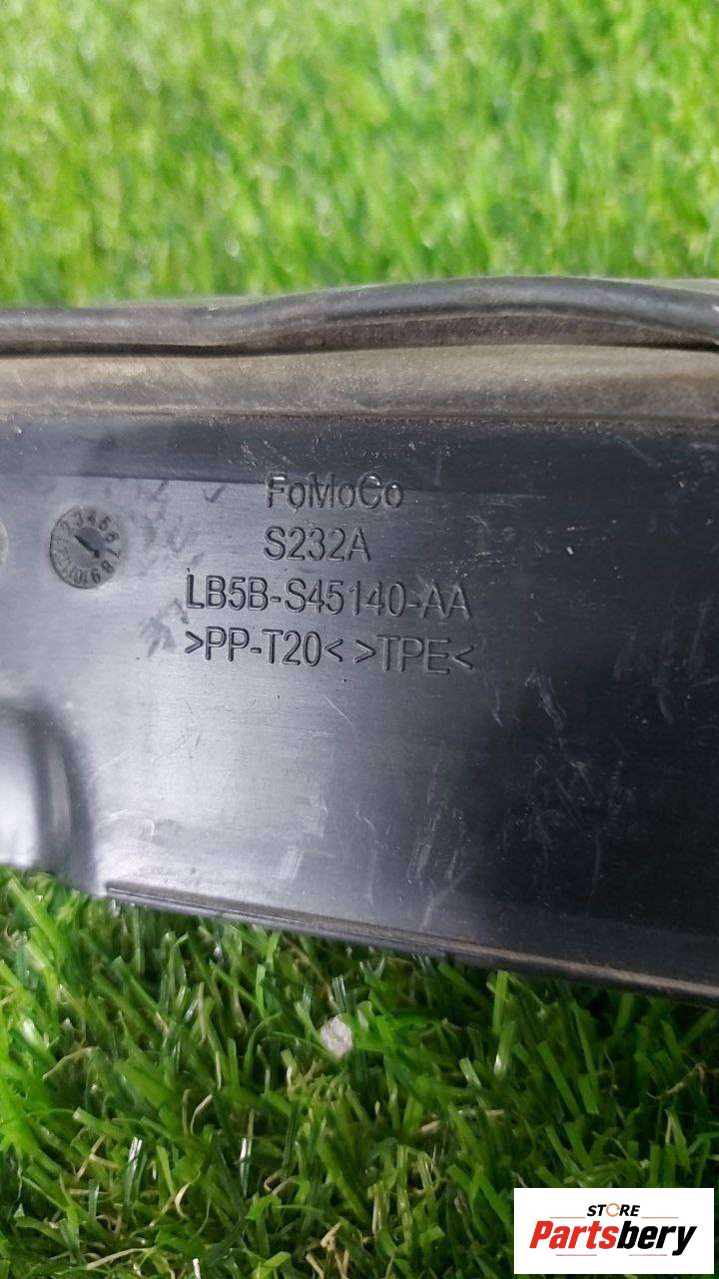 FoMoCo
S232A
LB5B-S45140-AA
>PP-T20< >TPE<
STORE
Partsbery